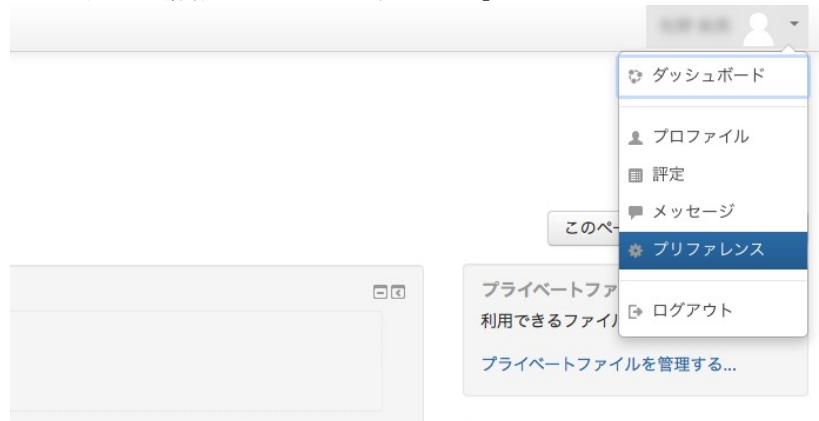 ダッシュボード
プロファイル
評定
メッセージ
このペー
プリファレンス
プライベートファ
利用できるファイ
ログアウト
プライベートファイルを管理する...